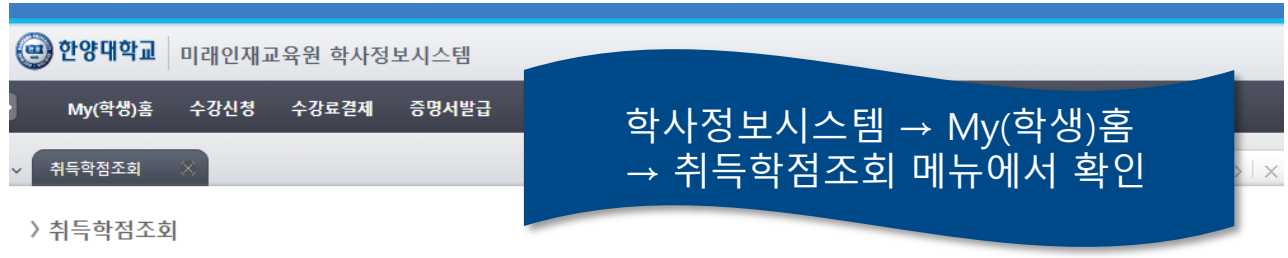 한양대학교 미래인재교육원 학사정보시스템
My(학생)홈 수강신청 수강료결제 증명서발급
학사정보시스템 → My(학생)홈
→ 취득학점조회 메뉴에서 확인
취득학점조회
> 취득학점조회